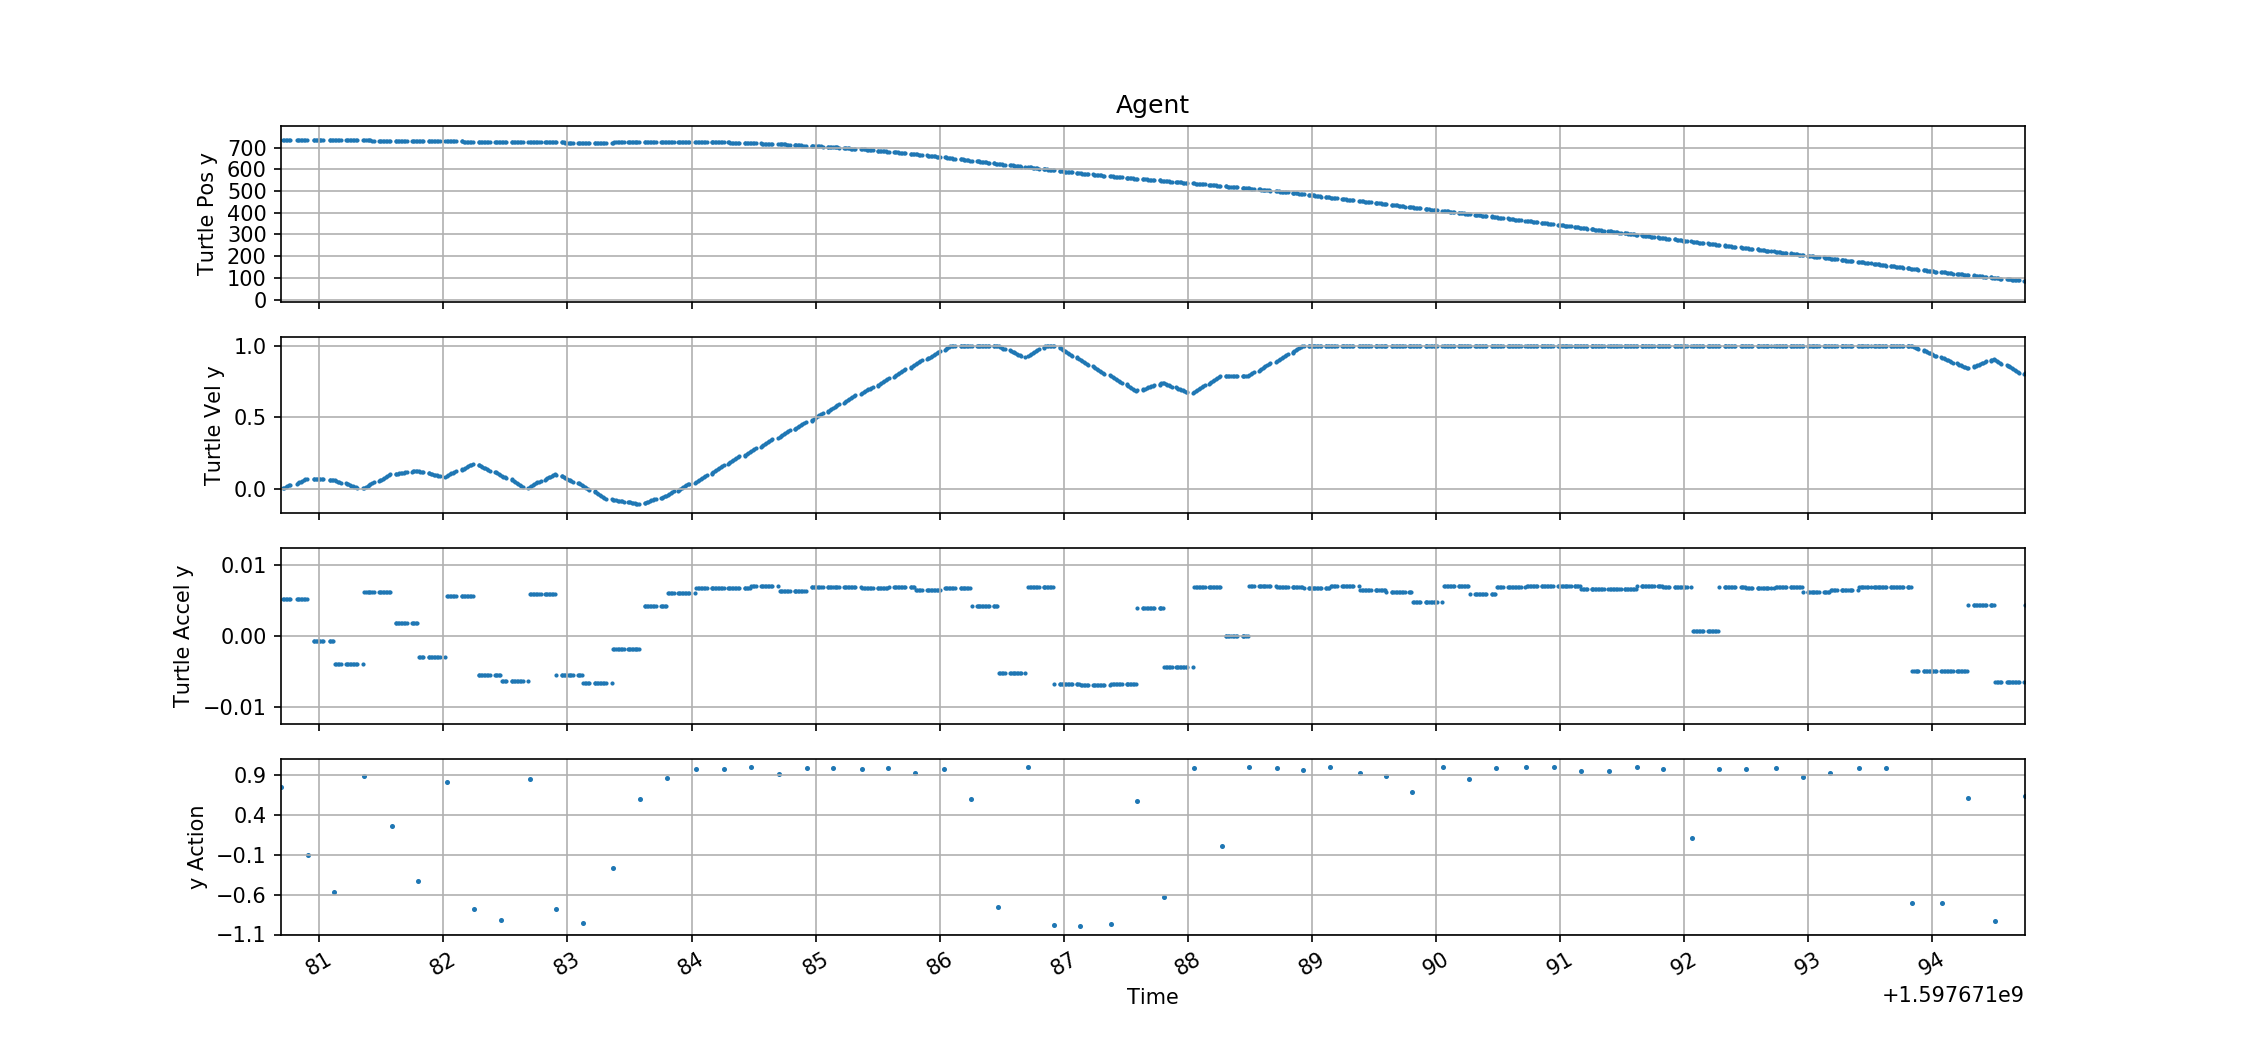 Agent
Turtle Pos y
700
600
500
400
300
200
100
0
Turtle Vel y
1.0
0.5
0.0
Turtle Accel y
0.01
0.00
−0.01
y Action
0.9
0.4
−0.1
−0.6
−1.1
81 82 83 84 85 86 87 88 89 90 91 92 93 94
Time
+1.597671e9